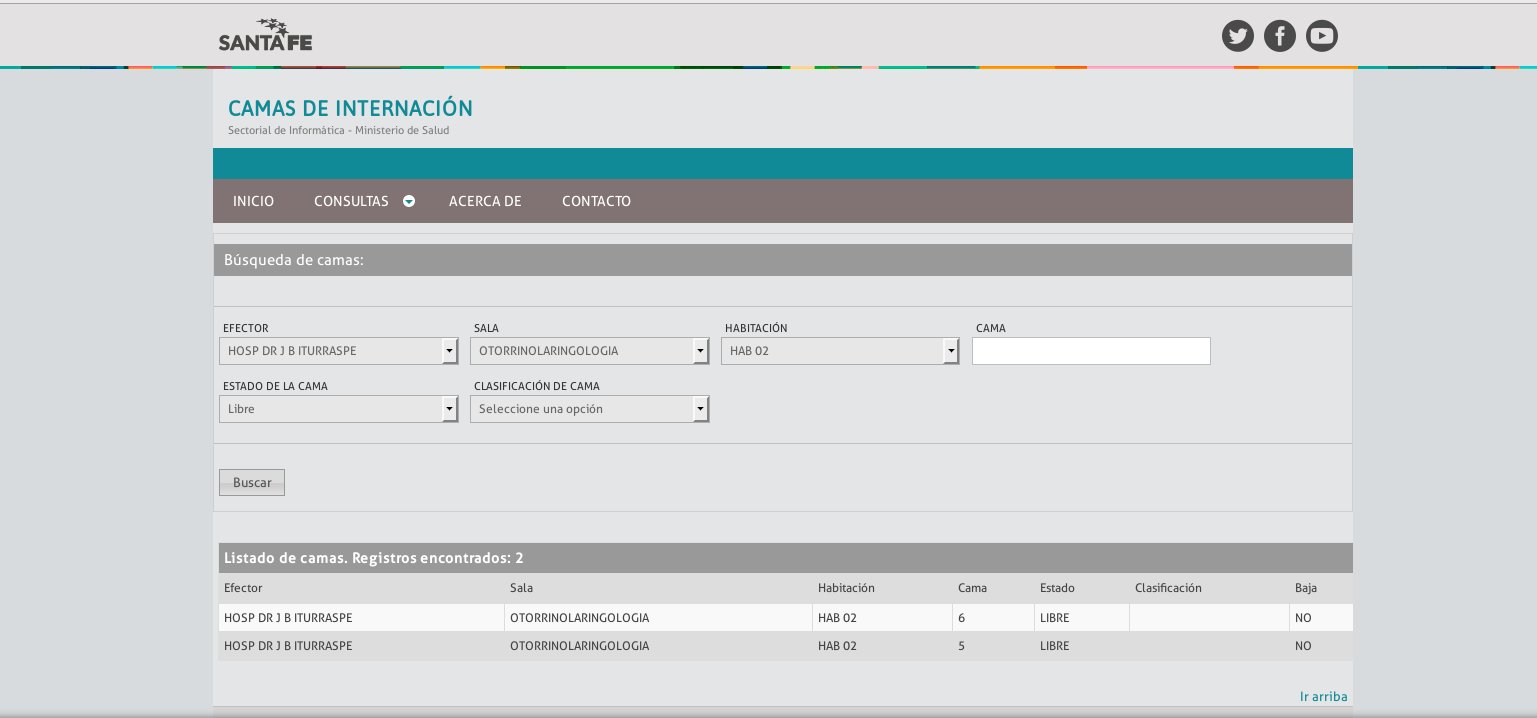 SANTA FE
CAMAS DE INTERNACIÓN
Sectorial de Informática - Ministerio de Salud
INICIO CONSULTAS ACERCA DE CONTACTO
Búsqueda de camas:
EFECTOR SALA HABITACIÓN CAMA
HOSP DR J B ITURRASPE OTORRINOLARINGOLOGIA HAB 02
ESTADO DE LA CAMA CLASIFICACIÓN DE CAMA
Libre Seleccione una opción
Buscar
Listado de camas. Registros encontrados: 2
Efector Sala Habitación Cama Estado Clasificación Baja
HOSP DR J B ITURRASPE OTORRINOLARINGOLOGIA HAB 02 6 LIBRE NO
HOSP DR J B ITURRASPE OTORRINOLARINGOLOGIA HAB 02 5 LIBRE NO
Ir arriba